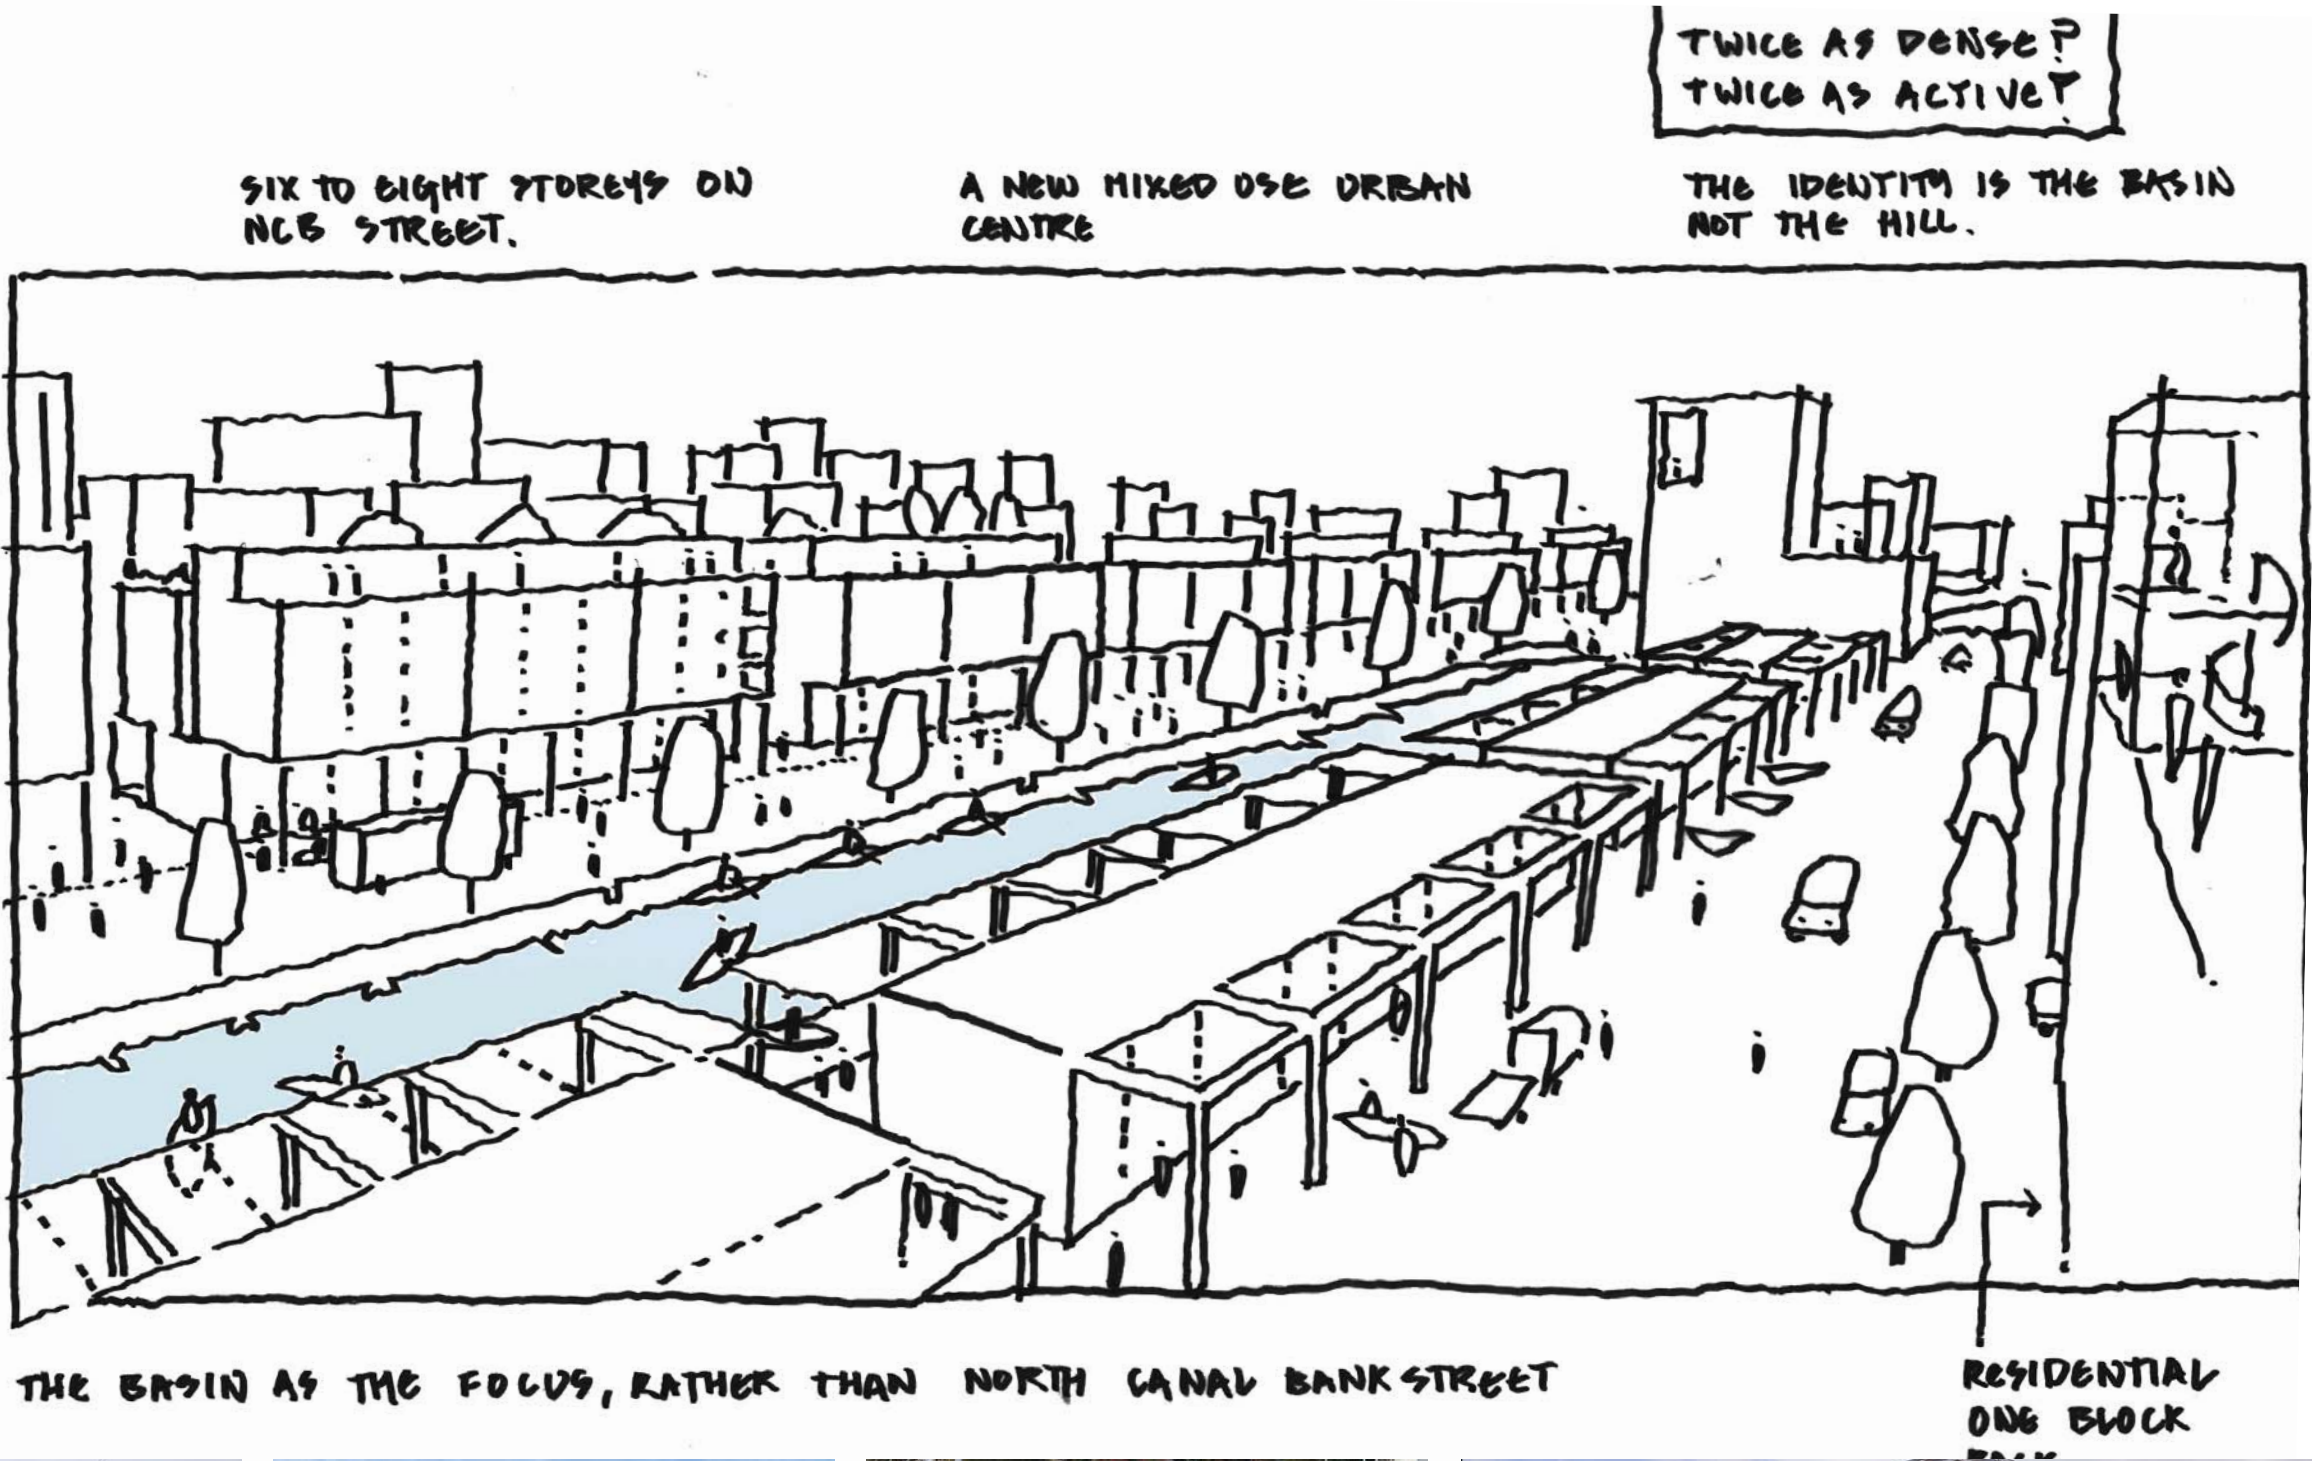 TWICE AS DENSE?
TWICE AS ACTIVE?
SIX TO EIGHT STOREYS ON
NCB STREET.
A NEW MIXED USE URBAN
CENTRE
THE IDENTITY IS THE BASIN
NOT THE HILL.
THE BASIN AS THE FOCUS, RATHER THAN NORTH CANAL BANK STREET
RESIDENTIAL
ONE BLOCK